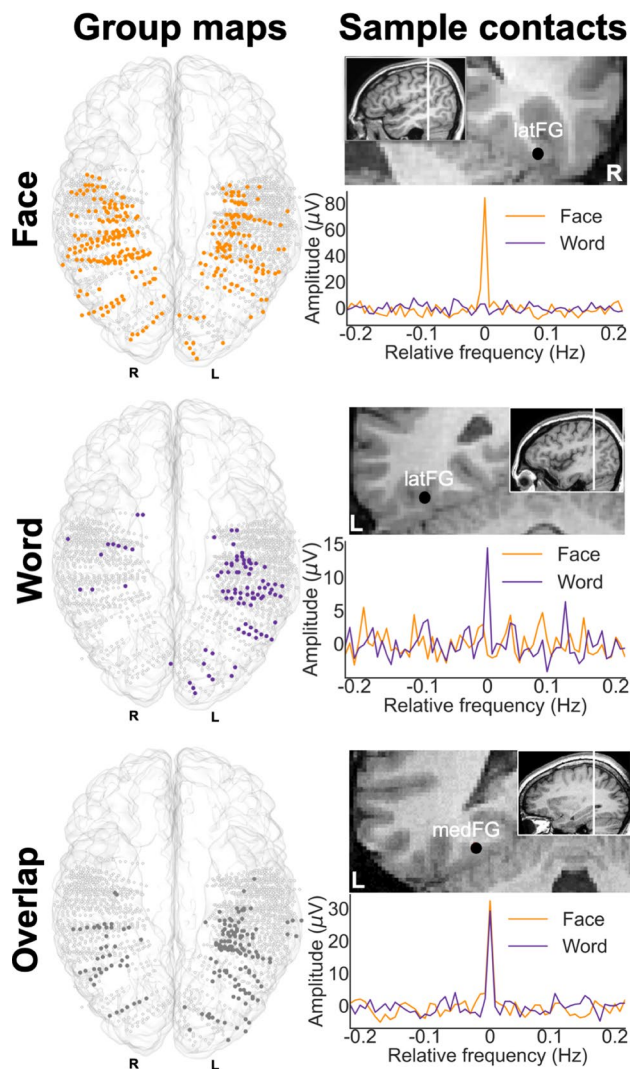 Group maps
Sample contacts
Face
R
L
latFG
R
Amplitude (µV)
80
60
40
20
0
Face
Word
-0.2
-0.1
0
0.1
0.2
Relative frequency (Hz)
Word
R
L
latFG
L
Amplitude (µV)
15
10
5
0
Face
Word
-0.2
-0.1
0
0.1
0.2
Relative frequency (Hz)
Overlap
R
L
medFG
L
Amplitude (µV)
30
20
10
0
Face
Word
-0.2
-0.1
0
0.1
0.2
Relative frequency (Hz)